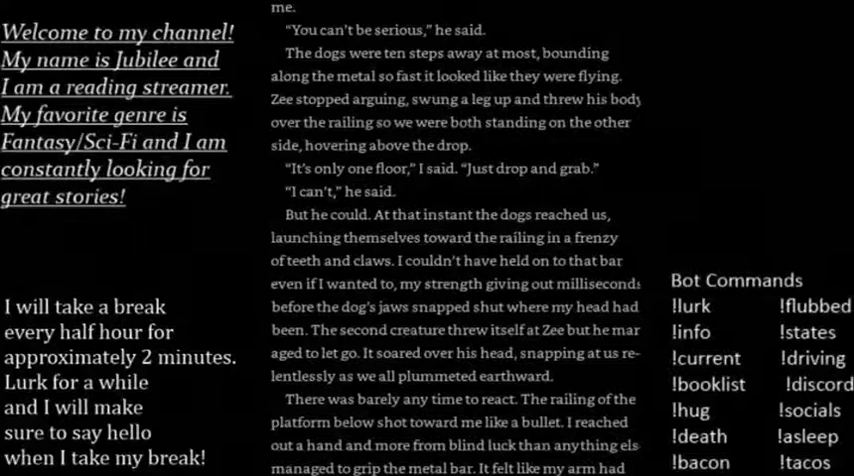 Welcome to my channel!
My name is Jubilee and
I am a reading streamer.
My favorite genre is
Fantasy/Sci-Fi and I am
constantly looking for
great stories!
I will take a break
every half hour for
approximately 2 minutes.
Lurk for a while
and I will make
sure to say hello
when I take my break!
me.
“You can’t be serious,” he said.
The dogs were ten steps away at most, bounding
along the metal so fast it looked like they were flying.
Zee stopped arguing, swung a leg up and threw his body
over the railing so we were both standing on the other
side, hovering above the drop.
“It’s only one floor,” I said. “Just drop and grab.”
“I can’t,” he said.
But he could. At that instant the dogs reached us,
launching themselves toward the railing in a frenzy
of teeth and claws. I couldn’t have held on to that bar
even if I wanted to, my strength giving out milliseconds
before the dog’s jaws snapped shut where my head had
been. The second creature threw itself at Zee but he mar
aged to let go. It soared over his head, snapping at us re-
lentlessly as we all plummeted earthward.
There was barely any time to react. The railing of the
platform below shot toward me like a bullet. I reached
out a hand and more from blind luck than anything els
managed to grip the metal bar. It felt like my arm had
Bot Commands
!lurk !flubbed
!info !states
!current !driving
!booklist !discord
!hug !socials
!death !asleep
!bacon !tacos